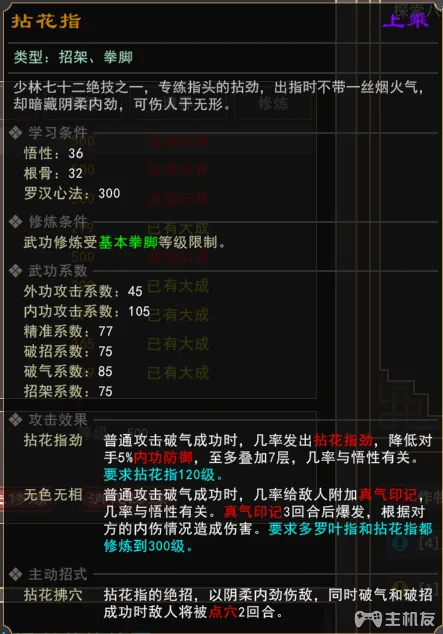 拈花指
上乘
类型：招架、拳脚
少林七十二绝技之一，专练指头的拈劲，出指时不带一丝烟火气，
却暗藏阴柔内劲，可伤人于无形。
学习条件
悟性：36
根骨：32
罗汉心法：300
修炼条件
武功修炼受基本拳脚等级限制。
武功系数
外功攻击系数：45
内功攻击系数：105
精准系数：77
破招系数：75
破气系数：85
招架系数：75
攻击效果
拈花指劲 普通攻击破气成功时，几率发出拈花指劲，降低对
手5%内功防御，至多叠加7层，几率与悟性有关。
要求拈花指120级。
无色无相 普通攻击破气成功时，几率给敌人附加真气印记，
几率与悟性有关。真气印记3回合后爆发，根据对
方的内伤情况造成伤害。要求多罗叶指和拈花指都
修炼到300级。
主动招式
拈花拂穴 拈花指的绝招，以阴柔内劲伤敌，同时破气和破招
成功时敌人将被点穴2回合。
主机友